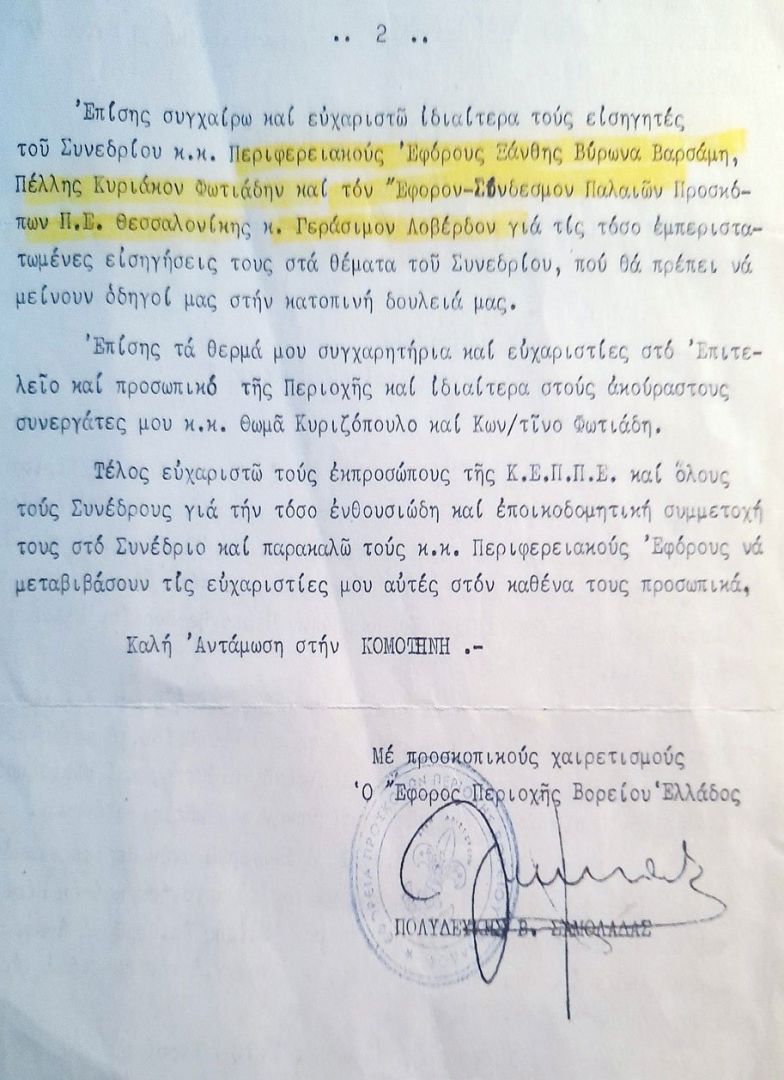 .. 2 ..
Ἐπίσης συγχαίρω καί εὐχαριστῶ ἰδιαίτερα τούς εἰσηγητές
τοῦ Συνεδρίου κ.κ. Περιφερειακούς Ἐφόρους Ξάνθης Βύρωνα Βαρσάμη,
Πέλλης Κυριάκον Φωτιάδην καί τόν Ἔφορον-Σύνδεσμον Παλαιῶν Προσκό-
πων Π.Ε. Θεσσαλονίκης κ. Γεράσιμον Λοβέρδον γιά τίς τόσο ἐμπεριστα-
τωμένες εἰσηγήσεις τους στά θέματα τοῦ Συνεδρίου, πού θά πρέπει νά
μείνουν ὁδηγοί μας στήν κατοπινή δουλειά μας.
Ἐπίσης τά θερμά μου συγχαρητήρια καί εὐχαριστίες στό Ἐπιτε-
λεῖο καί προσωπικό τῆς Περιοχῆς καί ἰδιαίτερα στούς ἀκούραστους
συνεργάτες μου κ.κ. Θωμᾶ Κυριζόπουλο καί Κων/τῖνο Φωτιάδη.
Τέλος εὐχαριστῶ τούς ἐκπροσώπους τῆς Κ.Ε.Π.Π.Ε. καί ὅλους
τούς Συνέδρους γιά τήν τόσο ἐνθουσιώδη καί ἐποικοδομητική συμμετοχή
τους στό Συνέδριο καί παρακαλῶ τούς κ.κ. Περιφερειακούς Ἐφόρους νά
μεταβιβάσουν τίς εὐχαριστίες μου αὐτές στόν καθένα τους προσωπικά,
Καλή Ἀντάμωση στήν ΚΟΜΟΤΗΝΗ .-
Μέ προσκοπικούς χαιρετισμούς
Ὁ Ἔφορος Περιοχῆς Βορείου Ἑλλάδος
Β.